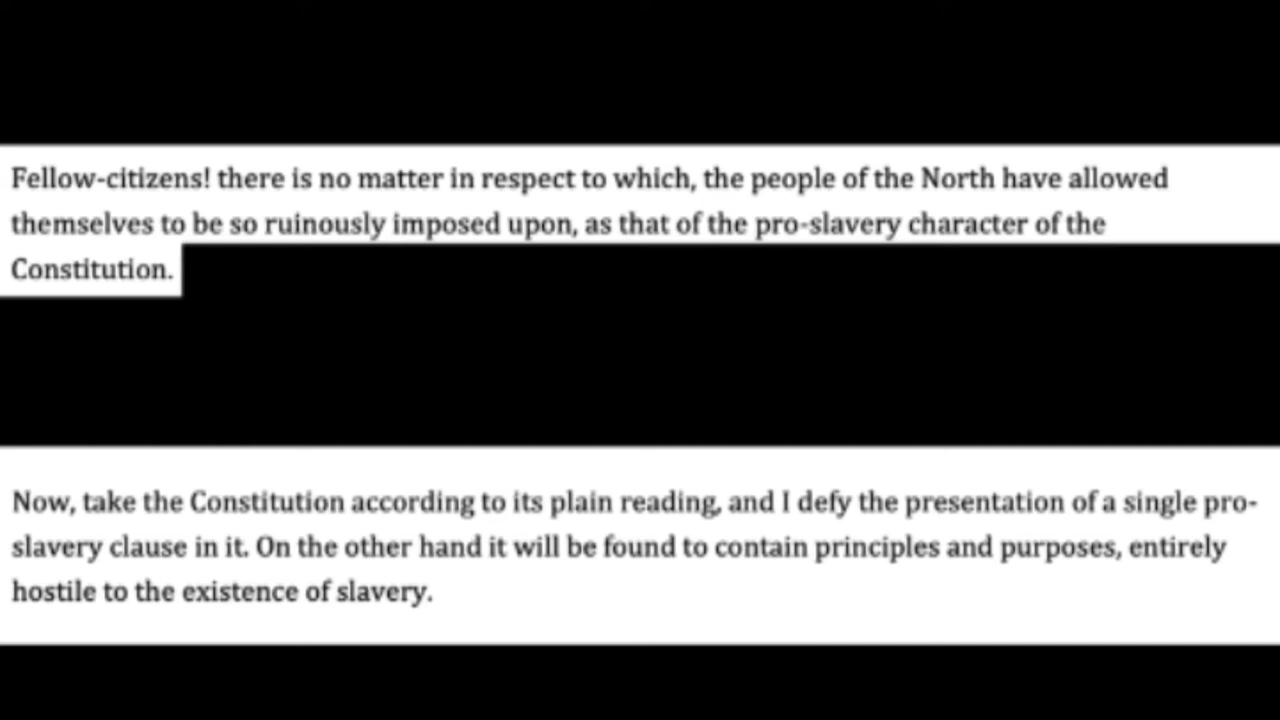 Fellow-citizens! there is no matter in respect to which, the people of the North have allowed
themselves to be so ruinously imposed upon, as that of the pro-slavery character of the
Constitution.
Now, take the Constitution according to its plain reading, and I defy the presentation of a single pro-
slavery clause in it. On the other hand it will be found to contain principles and purposes, entirely
hostile to the existence of slavery.